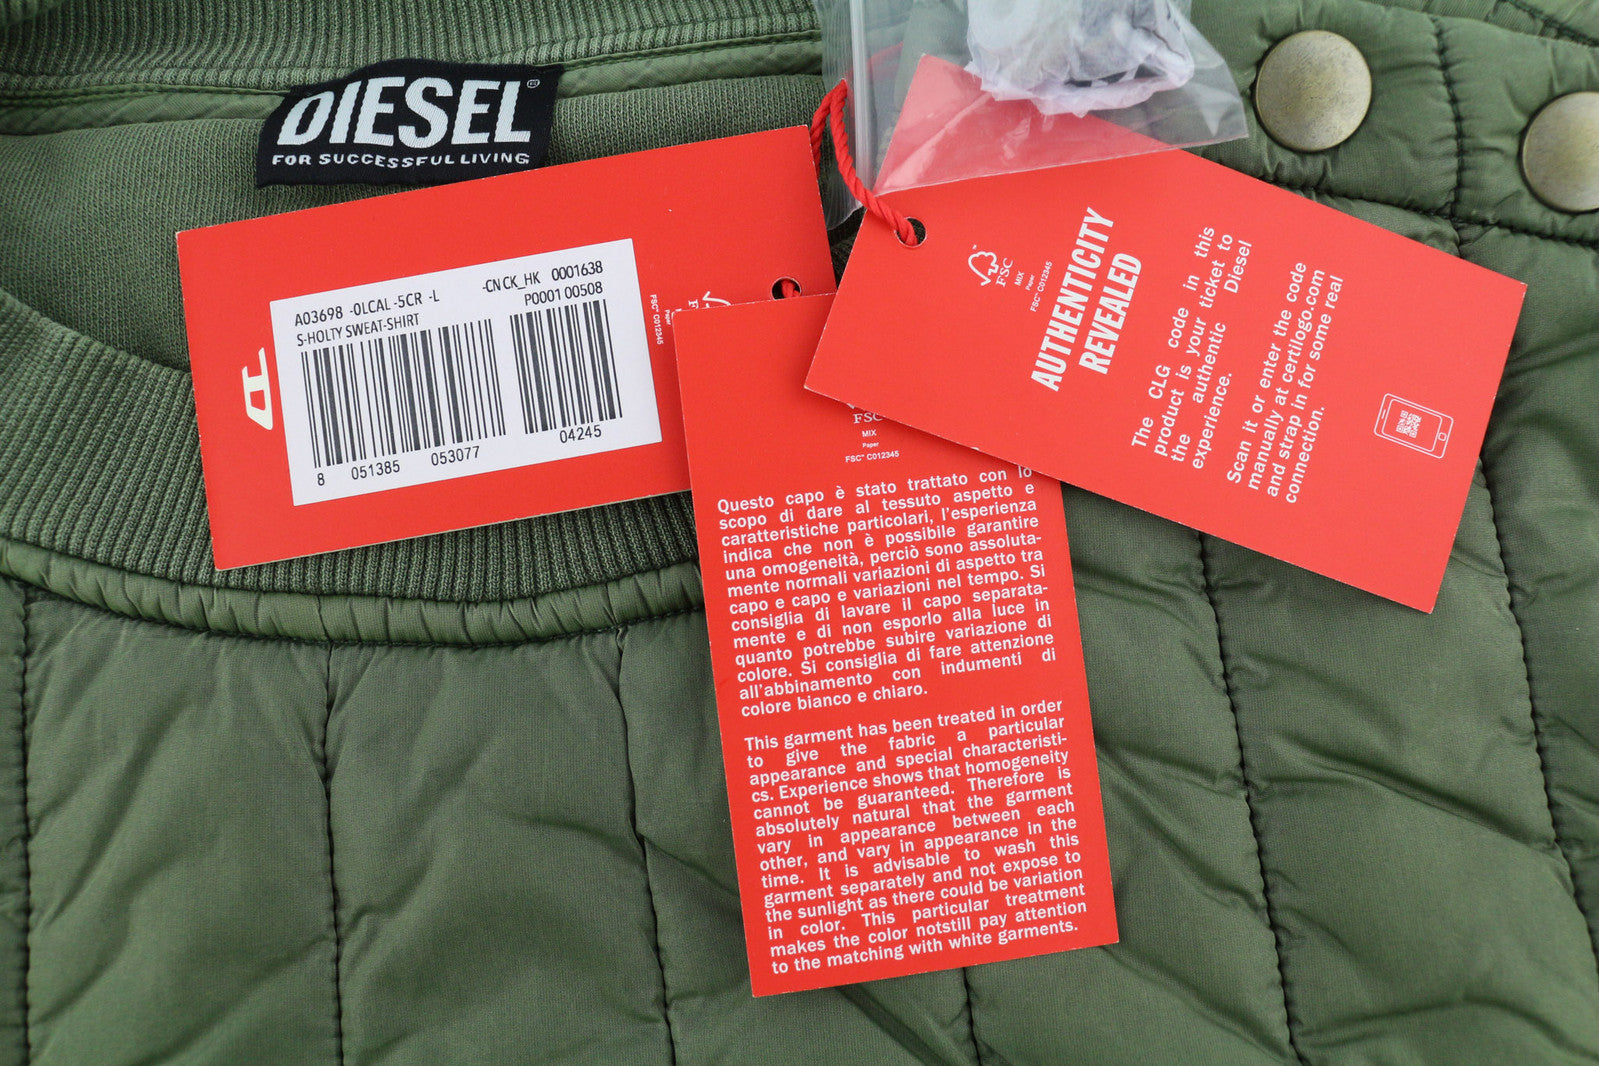 DIESEL®
FOR SUCCESSFUL LIVING
A03698 -0LCAL -5CR -L -CN CK_HK 0001638
S-HOLTY SWEAT-SHIRT P0001 00508
8 051385 053077 04245
FSC™ C012345
Paper
FSC
MIX
Paper
FSC™ C012345
Questo capo è stato trattato con lo
scopo di dare al tessuto aspetto e
caratteristiche particolari, l'esperienza
indica che non è possibile garantire
una omogeneità, perciò sono assoluta-
mente normali variazioni di aspetto tra
capo e capo e variazioni nel tempo. Si
consiglia di lavare il capo separata-
mente e di non esporlo alla luce in
quanto potrebbe subire variazione di
colore. Si consiglia di fare attenzione
all'abbinamento con indumenti di
colore bianco e chiaro.
This garment has been treated in order
to give the fabric a particular
appearance and special characteristi-
cs. Experience shows that homogeneity
cannot be guaranteed. Therefore is
absolutely natural that the garment
vary in appearance between each
other, and vary in appearance in the
time. It is advisable to wash this
garment separately and not expose to
the sunlight as there could be variation
in color. This particular treatment
makes the color notstill pay attention
to the matching with white garments.
FSC
MIX
Paper
FSC™ C012345
AUTHENTICITY
REVEALED
The CLG code in this
product is your ticket to
the authentic Diesel
experience.
Scan it or enter the code
manually at certilogo.com
and strap in for some real
connection.